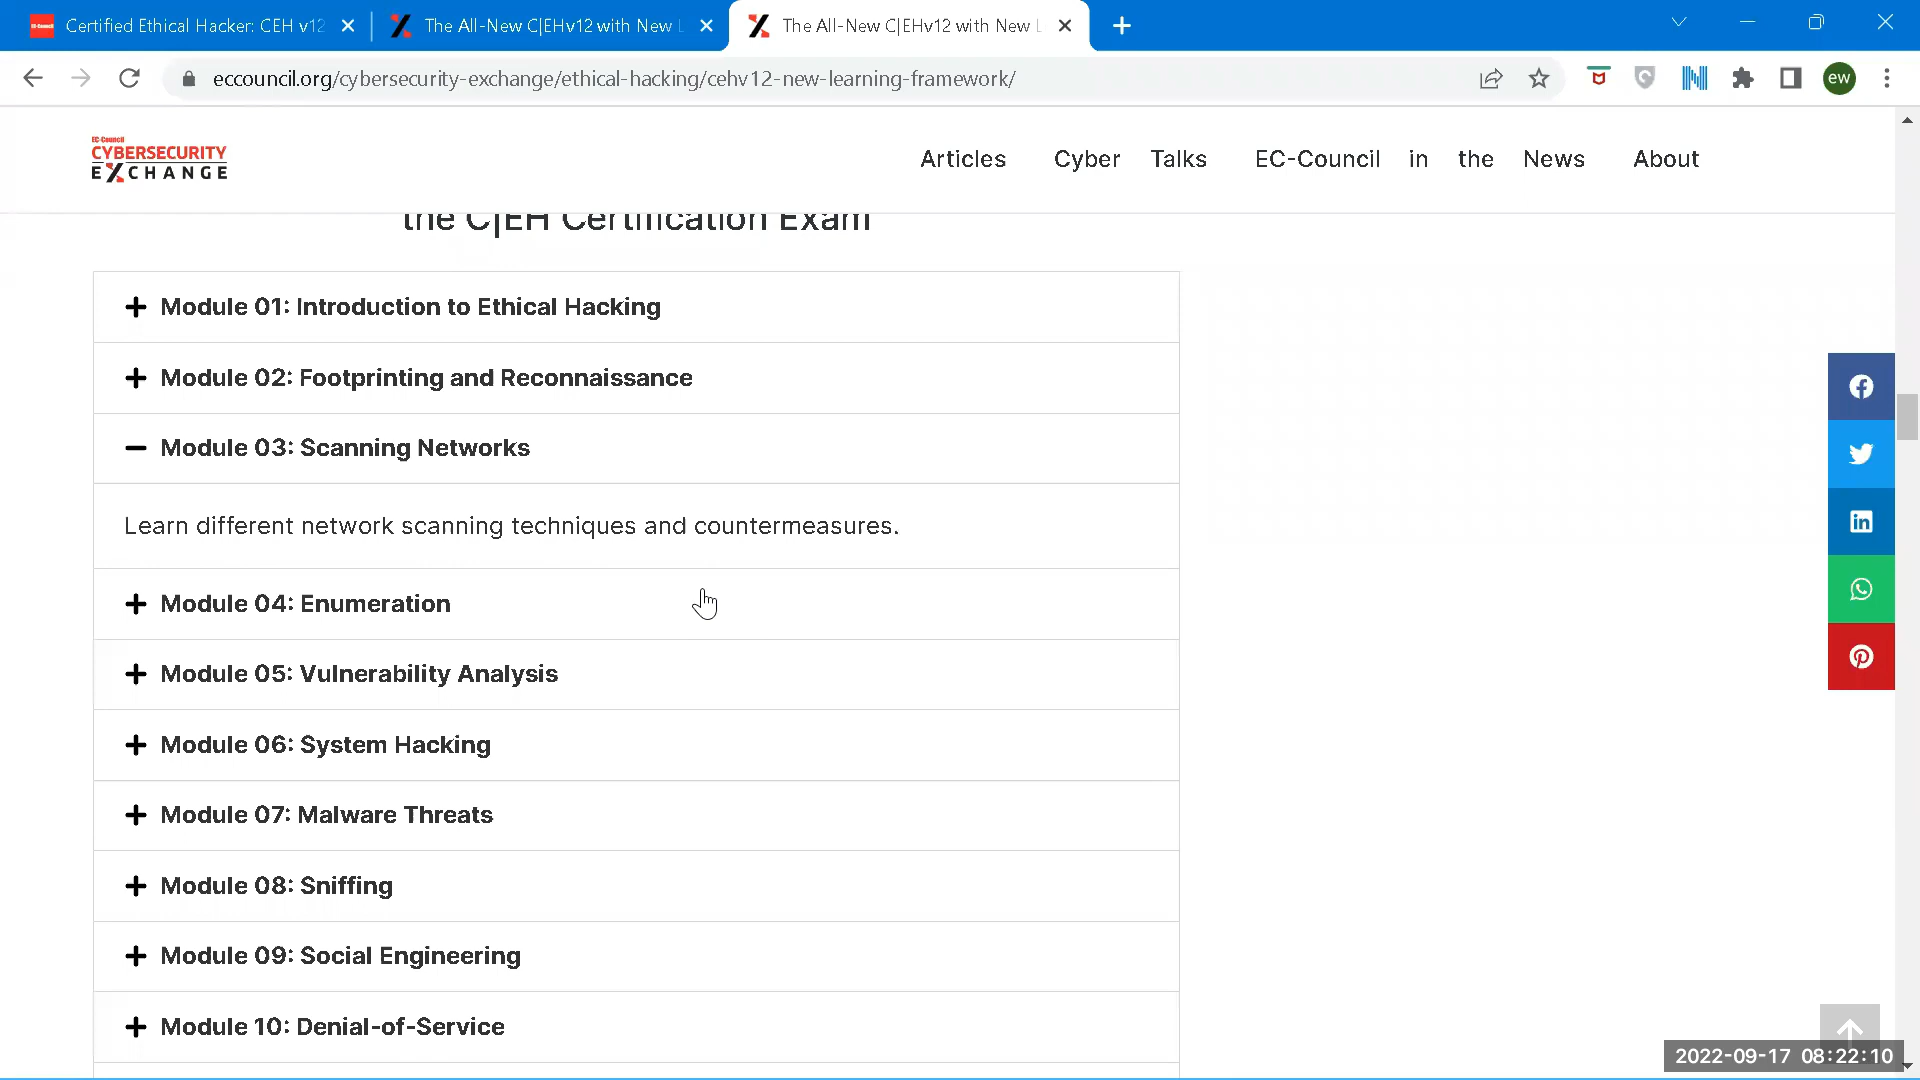 Certified Ethical Hacker: CEH v12
The All-New C|EHv12 with New L
The All-New C|EHv12 with New L
eccouncil.org/cybersecurity-exchange/ethical-hacking/cehv12-new-learning-framework/
ew
EC-Council
CYBERSECURITY
EXCHANGE
Articles Cyber Talks EC-Council in the News About
the C|EH Certification Exam
Module 01: Introduction to Ethical Hacking
Module 02: Footprinting and Reconnaissance
Module 03: Scanning Networks
Learn different network scanning techniques and countermeasures.
Module 04: Enumeration
Module 05: Vulnerability Analysis
Module 06: System Hacking
Module 07: Malware Threats
Module 08: Sniffing
Module 09: Social Engineering
Module 10: Denial-of-Service
2022-09-17 08:22:10